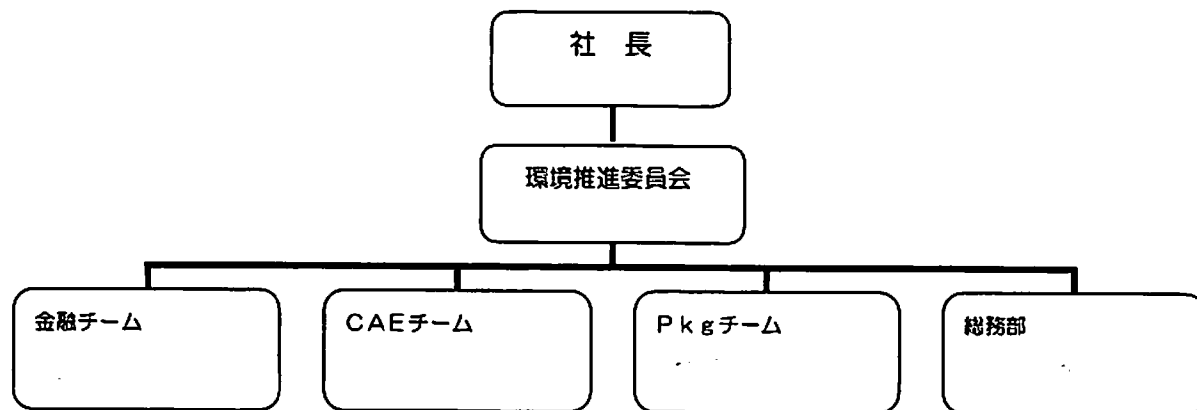 社　長
環境推進委員会
金融チーム
ＣＡＥチーム
Ｐｋｇチーム
総務部